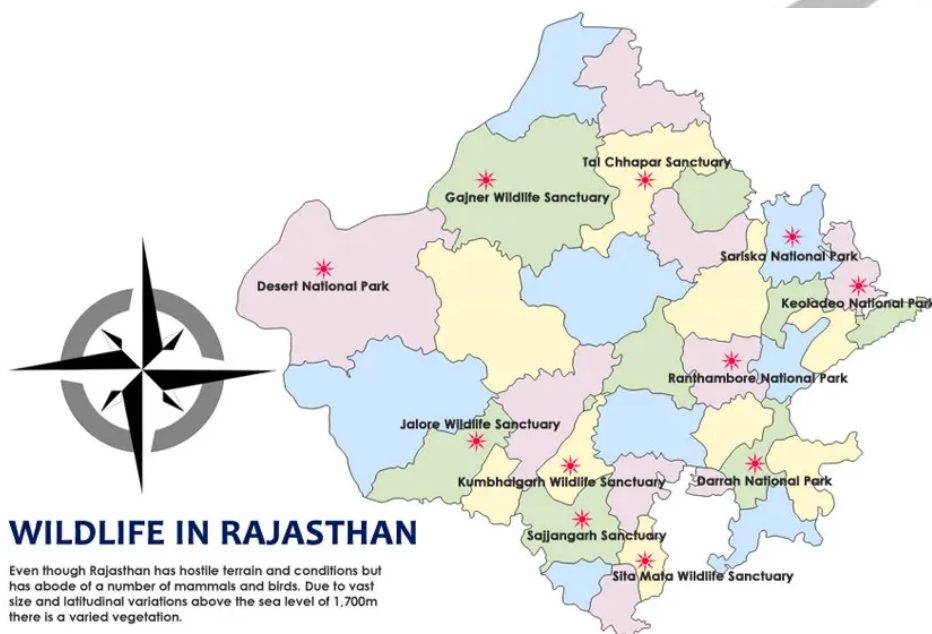 Tal Chhapar Sanctuary
Gajner Wildlife Sanctuary
Sariska National Park
Desert National Park
Keoladeo National Park
Ranthambore National Park
Jalore Wildlife Sanctuary
Kumbhalgarh Wildlife Sanctuary
Darrah National Park
WILDLIFE IN RAJASTHAN
Sajjangarh Sanctuary
Even though Rajasthan has hostile terrain and conditions but
has abode of a number of mammals and birds. Due to vast
size and latitudinal variations above the sea level of 1,700m
there is a varied vegetation.
Sita Mata Wildlife Sanctuary